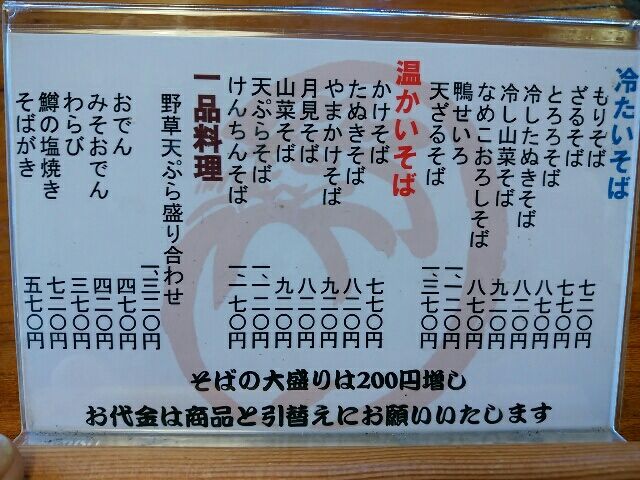 冷たいそば
もりそば 七二〇円
ざるそば 七七〇円
とろろそば 八七〇円
冷したぬきそば 八二〇円
冷し山菜そば 九二〇円
なめこおろしそば 八七〇円
鴨せいろ 一、一二〇円
天ざるそば 一、三七〇円
温かいそば
かけそば 七七〇円
たぬきそば 八二〇円
やまかけそば 九二〇円
月見そば 八二〇円
山菜そば 九二〇円
天ぷらそば 一、一二〇円
けんちんそば 一、一七〇円
一品料理
野草天ぷら盛り合わせ 一、三二〇円
おでん 四七〇円
みそおでん 四二〇円
わらび 三七〇円
鱒の塩焼き 七二〇円
そばがき 五七〇円
そばの大盛りは200円増し
お代金は商品と引替えにお願いいたします